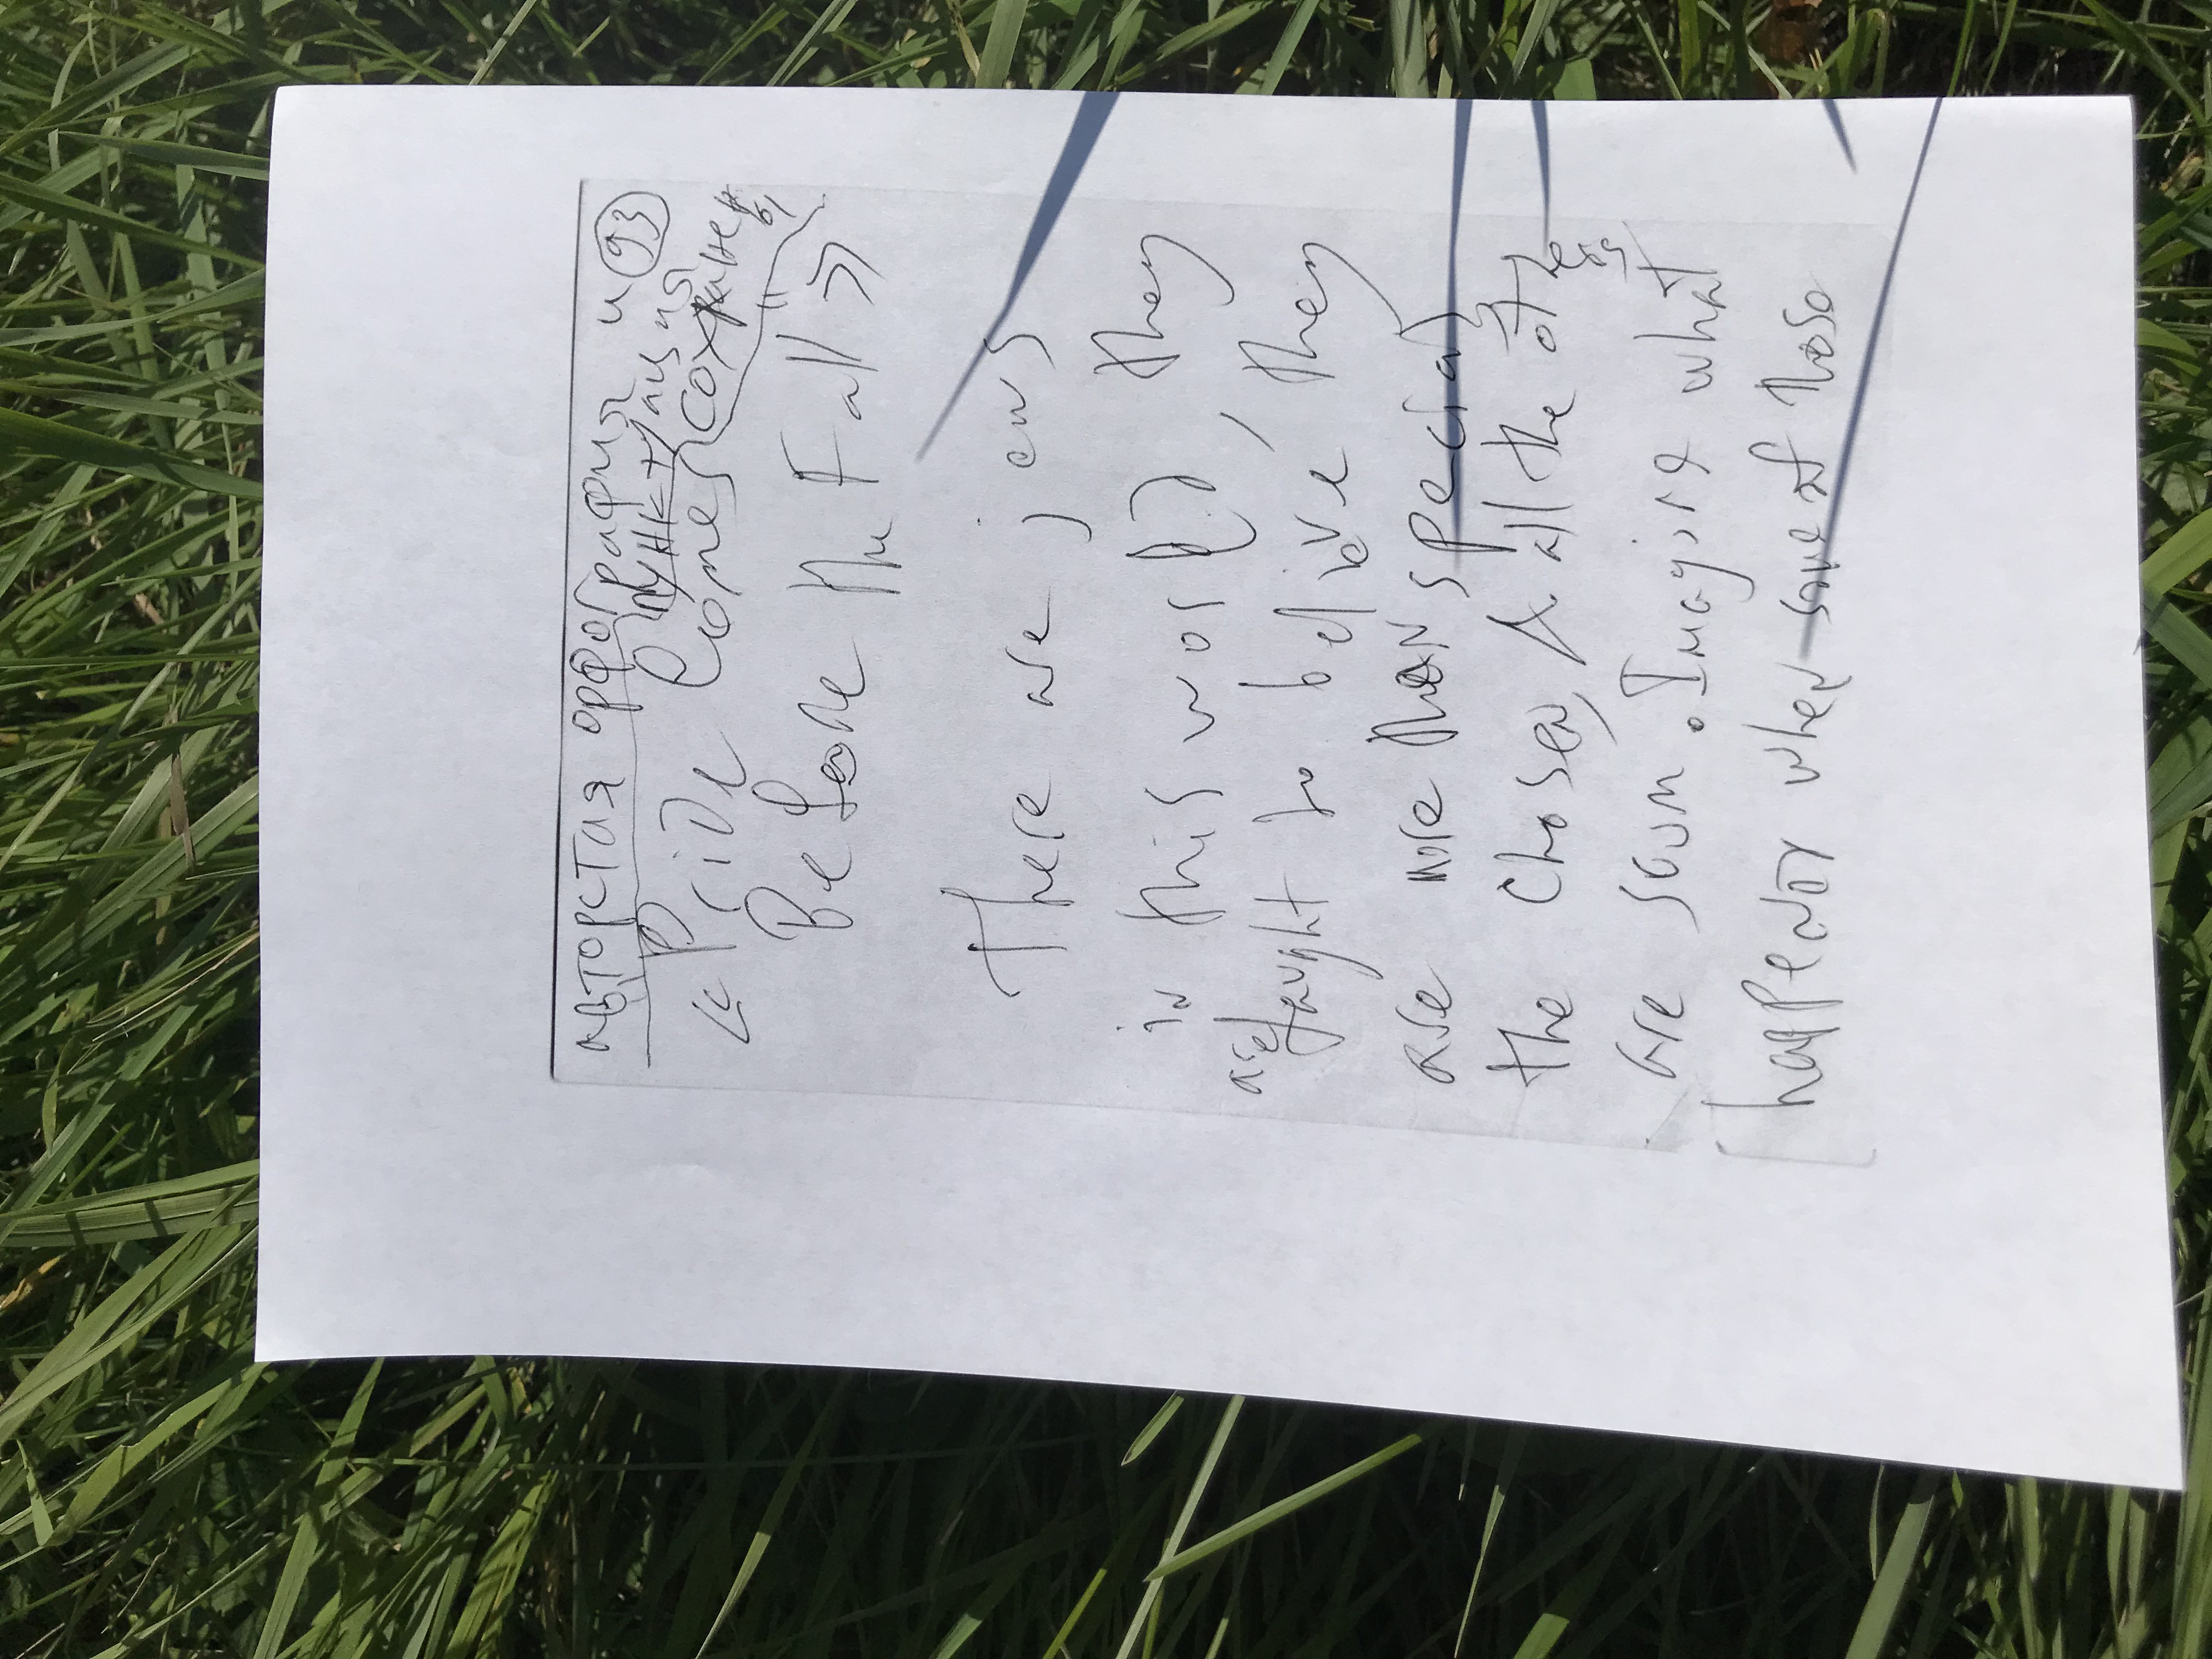 авторстая орфография и 93
пунктуация
сохранены
«Pride Comes
Before the Fall»
There are jews
in this world, they
are taught to believe they
are more than special,
the Chosen, & all the others
are scum. Imagine what
happenes when some of those